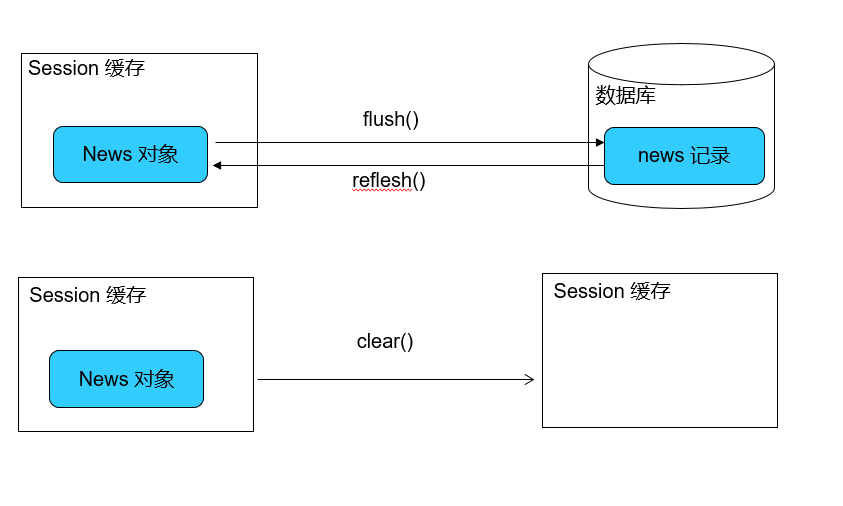 Session 缓存
数据库
flush()
News 对象
news 记录
reflesh()
Session 缓存
Session 缓存
clear()
News 对象